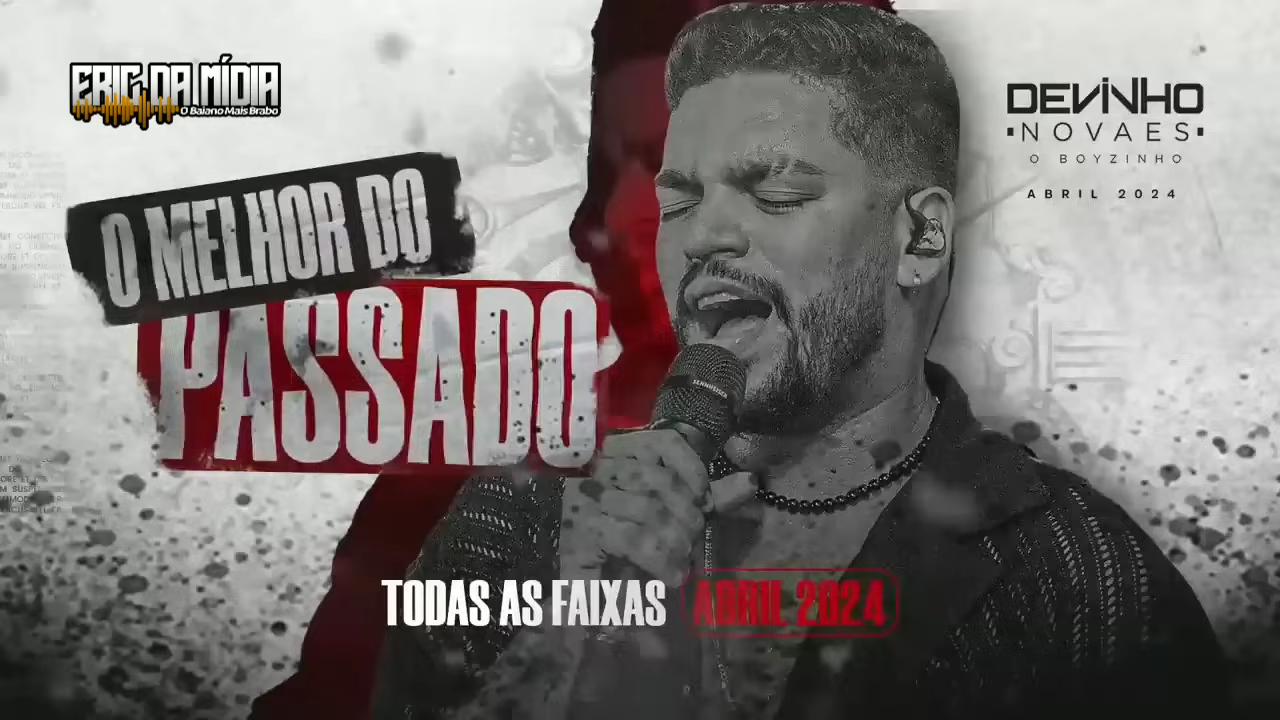 ERIC DA MÍDIA
O Baiano Mais Brabo
DEVINHO
NOVAES
O BOYZINHO
ABRIL 2024
O MELHOR DO
PASSADO
SENNHEISER
TODAS AS FAIXAS ABRIL 2024